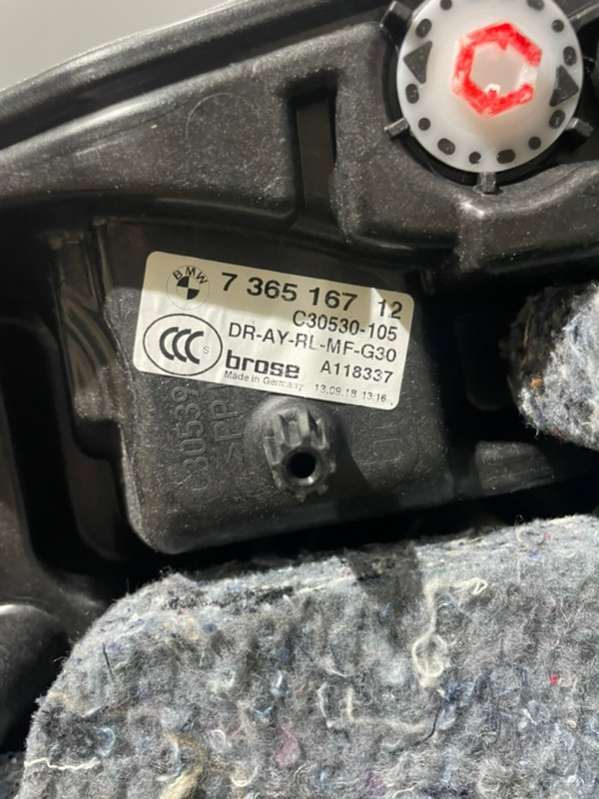 BMW
7 365 167 12
C30530-105
DR-AY-RL-MF-G30
CCC S
brose A118337
Made in Germany 13.09.18 13:16